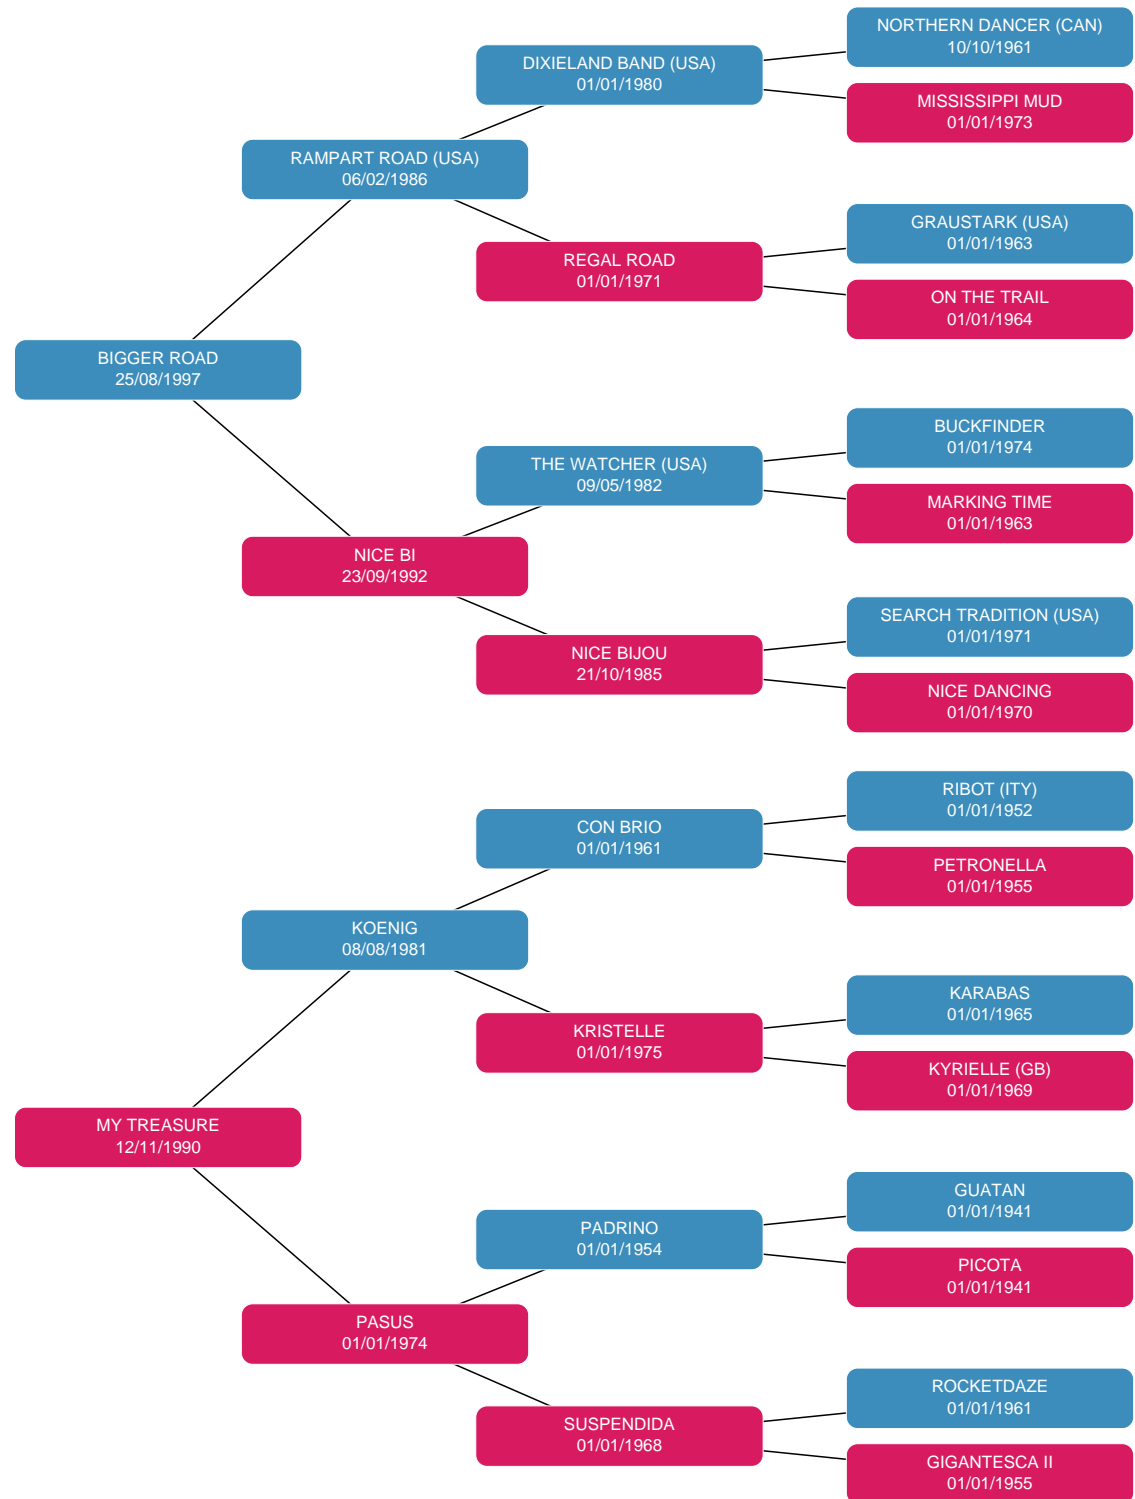 NORTHERN DANCER (CAN)
10/10/1961
DIXIELAND BAND (USA)
01/01/1980
MISSISSIPPI MUD
01/01/1973
RAMPART ROAD (USA)
06/02/1986
GRAUSTARK (USA)
01/01/1963
REGAL ROAD
01/01/1971
ON THE TRAIL
01/01/1964
BIGGER ROAD
25/08/1997
BUCKFINDER
01/01/1974
THE WATCHER (USA)
09/05/1982
MARKING TIME
01/01/1963
NICE BI
23/09/1992
SEARCH TRADITION (USA)
01/01/1971
NICE BIJOU
21/10/1985
NICE DANCING
01/01/1970
RIBOT (ITY)
01/01/1952
CON BRIO
01/01/1961
PETRONELLA
01/01/1955
KOENIG
08/08/1981
KARABAS
01/01/1965
KRISTELLE
01/01/1975
KYRIELLE (GB)
01/01/1969
MY TREASURE
12/11/1990
GUATAN
01/01/1941
PADRINO
01/01/1954
PICOTA
01/01/1941
PASUS
01/01/1974
ROCKETDAZE
01/01/1961
SUSPENDIDA
01/01/1968
GIGANTESCA II
01/01/1955